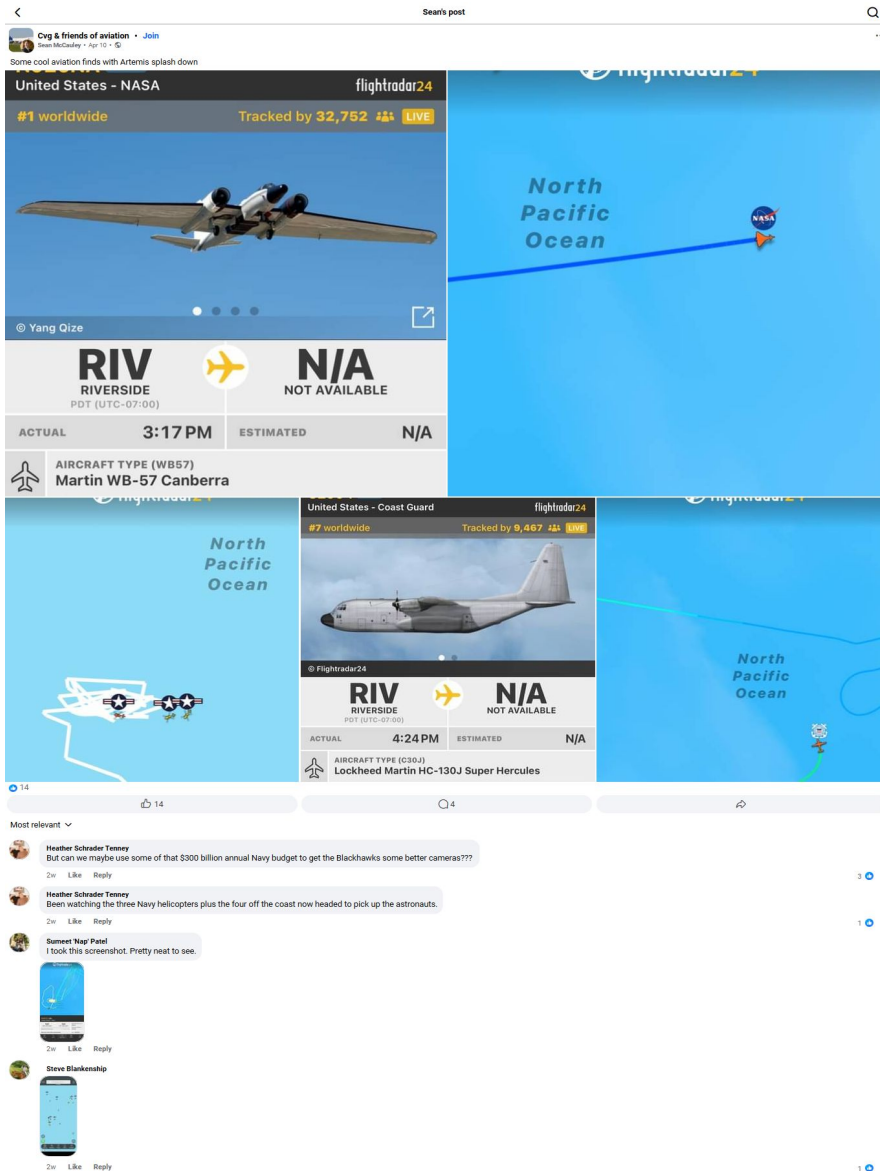 Sean's post
Cvg & friends of aviation • Join
Sean McCauley • Apr 10 •
Some cool aviation finds with Artemis splash down
United States - NASA
flightradar24
#1 worldwide
Tracked by 32,752 LIVE
© Yang Qize
RIV
RIVERSIDE
PDT (UTC-07:00)
N/A
NOT AVAILABLE
ACTUAL 3:17 PM
ESTIMATED N/A
AIRCRAFT TYPE (WB57)
Martin WB-57 Canberra
flightradar24
North
Pacific
Ocean
NASA
flightradar24
North
Pacific
Ocean
United States - Coast Guard
flightradar24
#7 worldwide
Tracked by 9,467 LIVE
© Flightradar24
RIV
RIVERSIDE
PDT (UTC-07:00)
N/A
NOT AVAILABLE
ACTUAL 4:24 PM
ESTIMATED N/A
AIRCRAFT TYPE (C30J)
Lockheed Martin HC-130J Super Hercules
flightradar24
North
Pacific
Ocean
14
14
4
Most relevant
Heather Schrader Tenney
But can we maybe use some of that $300 billion annual Navy budget to get the Blackhawks some better cameras???
2w Like Reply
3
Heather Schrader Tenney
Been watching the three Navy helicopters plus the four off the coast now headed to pick up the astronauts.
2w Like Reply
1
Sumeet 'Nap' Patel
I took this screenshot. Pretty neat to see.
2w Like Reply
Steve Blankenship
2w Like Reply
1